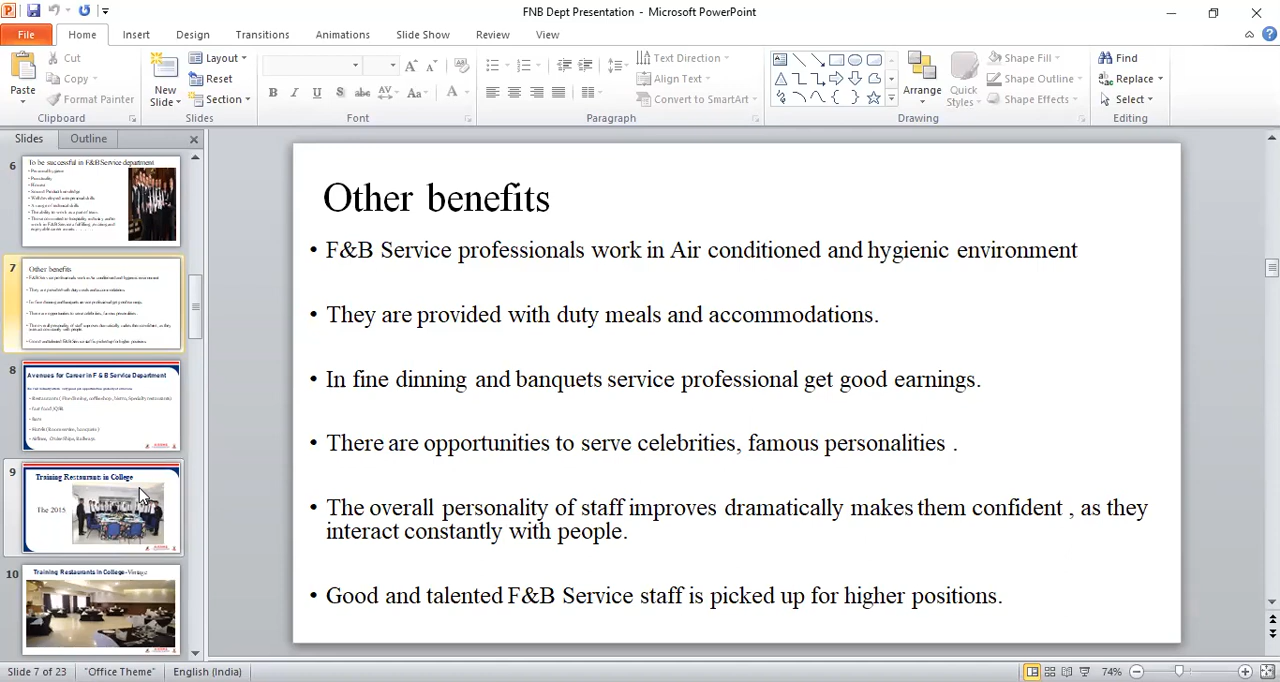 FNB Dept Presentation - Microsoft PowerPoint
File Home Insert Design Transitions Animations Slide Show Review View
Paste
Cut
Copy
Format Painter
Clipboard
New Slide
Layout
Reset
Section
Slides
B I U S abc AV Aa A
Font
Text Direction
Align Text
Convert to SmartArt
Paragraph
Arrange
Quick Styles
Shape Fill
Shape Outline
Shape Effects
Drawing
Find
Replace
Select
Editing
Slides Outline
6
To be successful in F&B Service department
7
Other benefits
8
Avenues for Career in F & B Service Department
9
Training Restaurant in College
The 2015
10
Training Restaurants in College-Vintage
Other benefits
• F&B Service professionals work in Air conditioned and hygienic environment
• They are provided with duty meals and accommodations.
• In fine dinning and banquets service professional get good earnings.
• There are opportunities to serve celebrities, famous personalities .
• The overall personality of staff improves dramatically makes them confident , as they
interact constantly with people.
• Good and talented F&B Service staff is picked up for higher positions.
Slide 7 of 23 "Office Theme" English (India) 74%